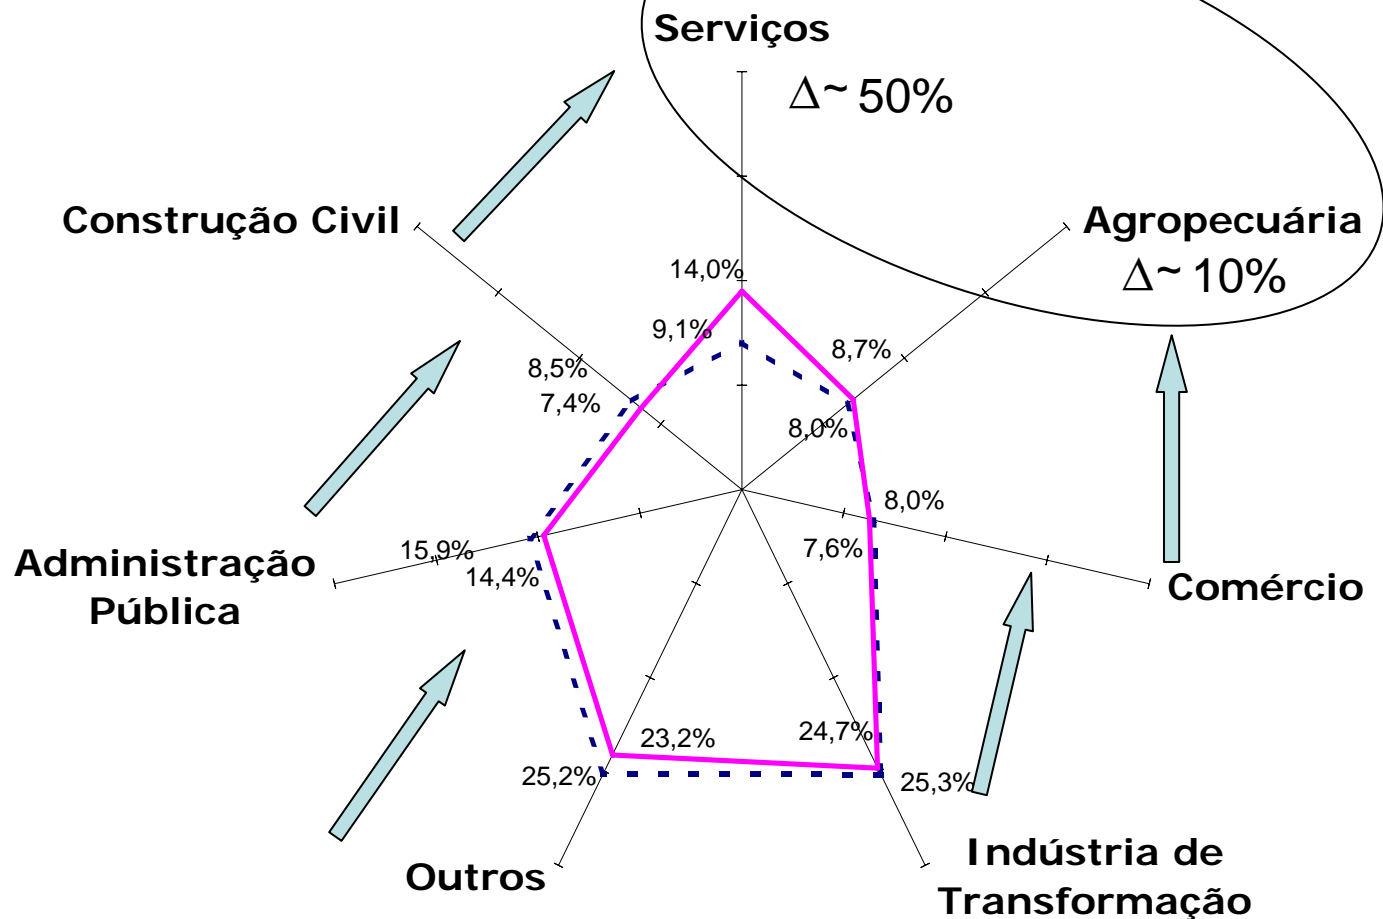 Serviços
Δ~ 50%
Construção Civil
Agropecuária
Δ~ 10%
14,0%
9,1%
8,7%
8,5%
7,4%
8,0%
8,0%
7,6%
15,9%
14,4%
Administração
Pública
Comércio
23,2%
24,7%
25,2%
25,3%
Outros
Indústria de
Transformação